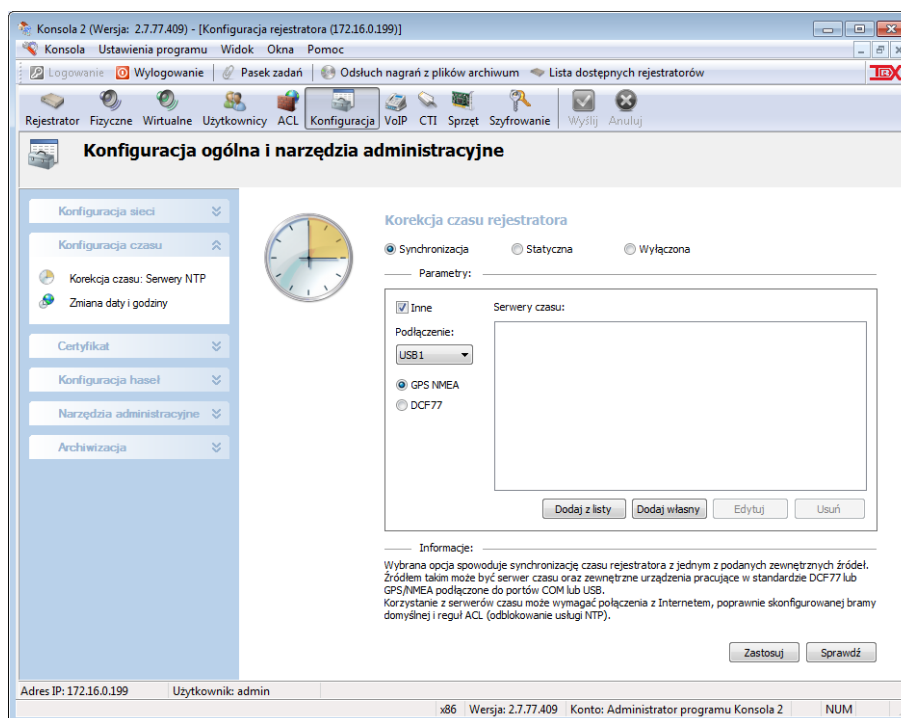 Konsola 2 (Wersja: 2.7.77.409) - [Konfiguracja rejestratora (172.16.0.199)]
Konsola Ustawienia programu Widok Okna Pomoc
Logowanie Wylogowanie Pasek zadań Odsłuch nagrań z plików archiwum Lista dostępnych rejestratorów TRX
Rejestrator Fizyczne Wirtualne Użytkownicy ACL Konfiguracja VoIP CTI Sprzęt Szyfrowanie Wyślij Anuluj
Konfiguracja ogólna i narzędzia administracyjne
Konfiguracja sieci
Konfiguracja czasu
Korekcja czasu: Serwery NTP
Zmiana daty i godziny
Certyfikat
Konfiguracja haseł
Narzędzia administracyjne
Archiwizacja
Korekcja czasu rejestratora
Synchronizacja Statyczna Wyłączona
Parametry:
Inne Serwery czasu:
Podłączenie:
USB1
GPS NMEA
DCF77
Dodaj z listy Dodaj własny Edytuj Usuń
Informacje:
Wybrana opcja spowoduje synchronizację czasu rejestratora z jednym z podanych zewnętrznych źródeł.
Źródłem takim może być serwer czasu oraz zewnętrzne urządzenia pracujące w standardzie DCF77 lub
GPS/NMEA podłączone do portów COM lub USB.
Korzystanie z serwerów czasu może wymagać połączenia z Internetem, poprawnie skonfigurowanej bramy
domyślnej i reguł ACL (odblokowanie usługi NTP).
Zastosuj Sprawdź
Adres IP: 172.16.0.199 Użytkownik: admin
x86 Wersja: 2.7.77.409 Konto: Administrator programu Konsola 2 NUM